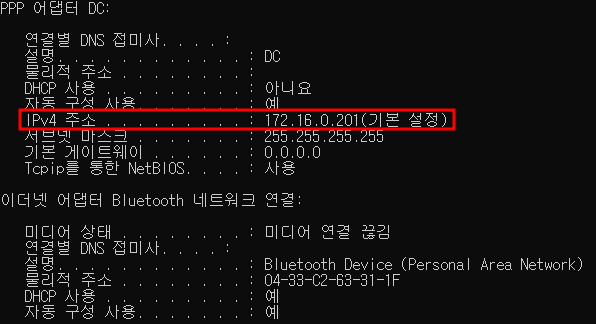 PPP 어댑터 DC:
연결별 DNS 접미사. . . . :
설명. . . . . . . . . . . . : DC
물리적 주소 . . . . . . . . :
DHCP 사용 . . . . . . . . . : 아니요
자동 구성 사용. . . . . . . : 예
IPv4 주소 . . . . . . . . . : 172.16.0.201(기본 설정)
서브넷 마스크 . . . . . . . : 255.255.255.255
기본 게이트웨이 . . . . . . : 0.0.0.0
Tcpip를 통한 NetBIOS. . . . : 사용
이더넷 어댑터 Bluetooth 네트워크 연결:
미디어 상태 . . . . . . . . : 미디어 연결 끊김
연결별 DNS 접미사. . . . :
설명. . . . . . . . . . . . : Bluetooth Device (Personal Area Network)
물리적 주소 . . . . . . . . : 04-33-C2-63-31-1F
DHCP 사용 . . . . . . . . . : 예
자동 구성 사용. . . . . . . : 예